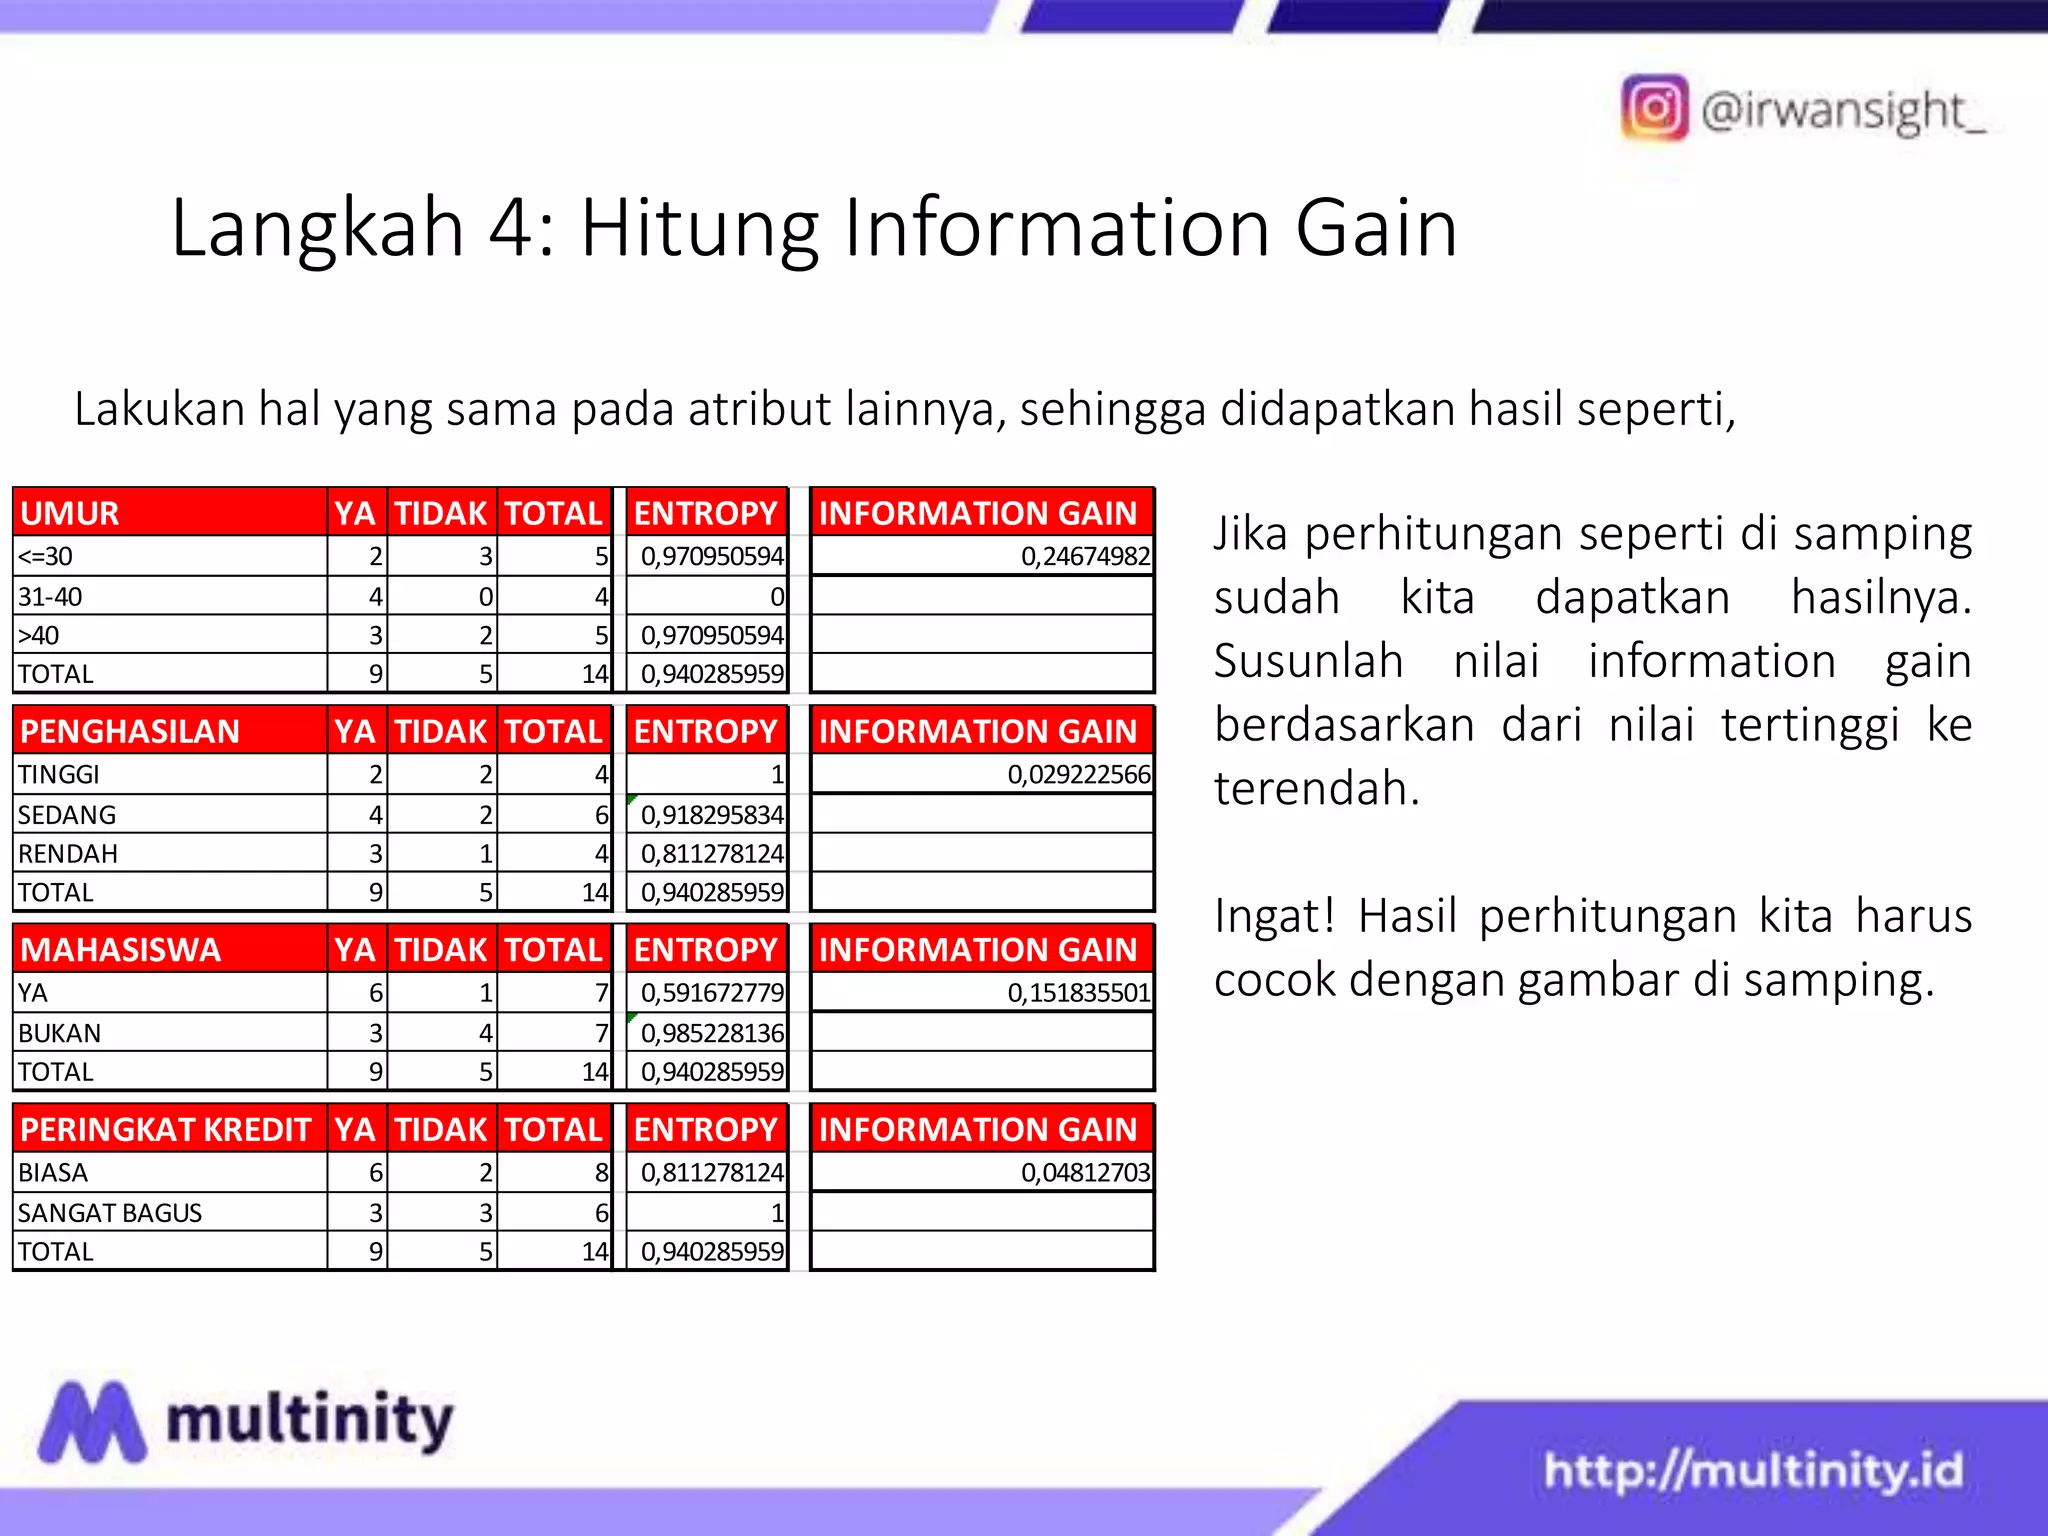 @irwansight_
Langkah 4: Hitung Information Gain
Lakukan hal yang sama pada atribut lainnya, sehingga didapatkan hasil seperti,
UMUR YA TIDAK TOTAL ENTROPY INFORMATION GAIN
<=30 2 3 5 0,970950594 0,24674982
31-40 4 0 4 0
>40 3 2 5 0,970950594
TOTAL 9 5 14 0,940285959
PENGHASILAN YA TIDAK TOTAL ENTROPY INFORMATION GAIN
TINGGI 2 2 4 1 0,029222566
SEDANG 4 2 6 0,918295834
RENDAH 3 1 4 0,811278124
TOTAL 9 5 14 0,940285959
MAHASISWA YA TIDAK TOTAL ENTROPY INFORMATION GAIN
YA 6 1 7 0,591672779 0,151835501
BUKAN 3 4 7 0,985228136
TOTAL 9 5 14 0,940285959
PERINGKAT KREDIT YA TIDAK TOTAL ENTROPY INFORMATION GAIN
BIASA 6 2 8 0,811278124 0,04812703
SANGAT BAGUS 3 3 6 1
TOTAL 9 5 14 0,940285959
Jika perhitungan seperti di samping
sudah kita dapatkan hasilnya.
Susunlah nilai information gain
berdasarkan dari nilai tertinggi ke
terendah.
Ingat! Hasil perhitungan kita harus
cocok dengan gambar di samping.
multinity
http://multinity.id